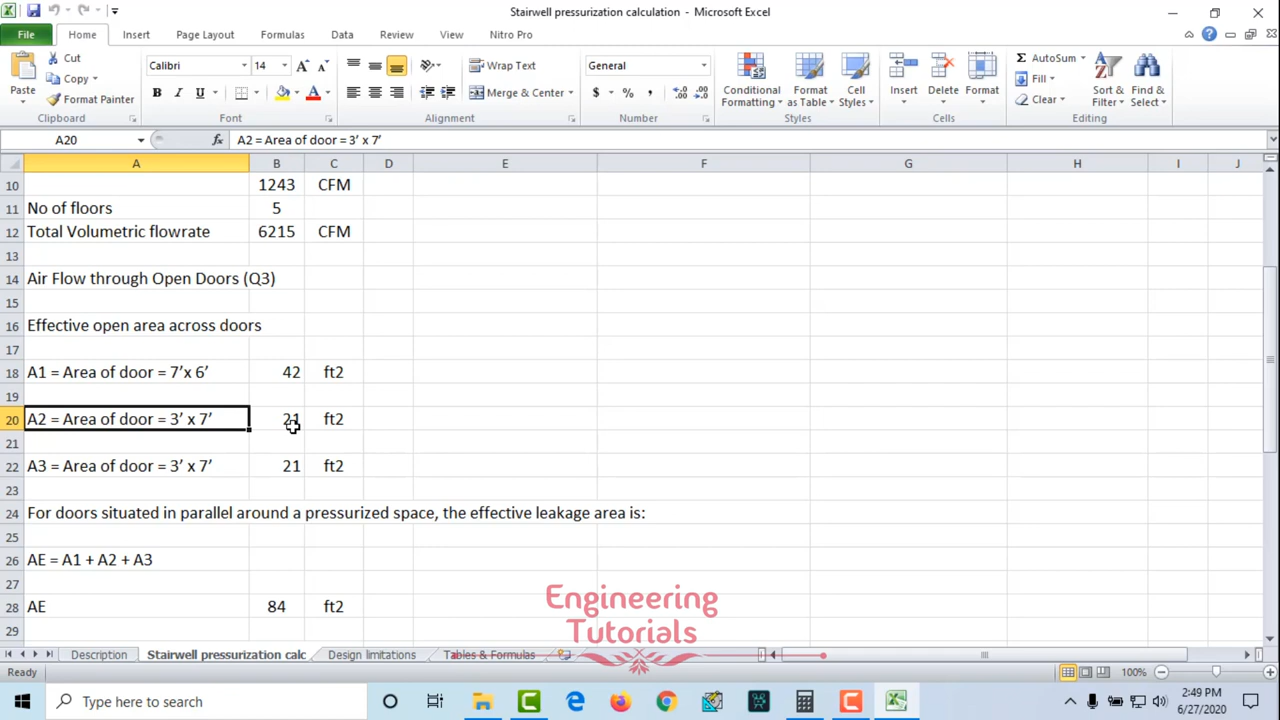 Stairwell pressurization calculation - Microsoft Excel
File Home Insert Page Layout Formulas Data Review View Nitro Pro
Paste
Cut
Copy
Format Painter
Clipboard
Calibri 14
B I U
Font
Wrap Text
Merge & Center
Alignment
General
$ % ,
Number
Conditional Formatting
Format as Table
Cell Styles
Styles
Insert
Delete
Format
Cells
AutoSum
Fill
Clear
Sort & Filter
Find & Select
Editing
A20 fx A2 = Area of door = 3’ x 7’
A B C D E F G H I J
10 1243 CFM
11 No of floors 5
12 Total Volumetric flowrate 6215 CFM
13
14 Air Flow through Open Doors (Q3)
15
16 Effective open area across doors
17
18 A1 = Area of door = 7’x 6’ 42 ft2
19
20 A2 = Area of door = 3’ x 7’ 21 ft2
21
22 A3 = Area of door = 3’ x 7’ 21 ft2
23
24 For doors situated in parallel around a pressurized space, the effective leakage area is:
25
26 AE = A1 + A2 + A3
27
28 AE 84 ft2
29
Engineering
Tutorials
Description Stairwell pressurization calc Design limitations Tables & Formulas
Ready 100%
Type here to search
2:49 PM
6/27/2020